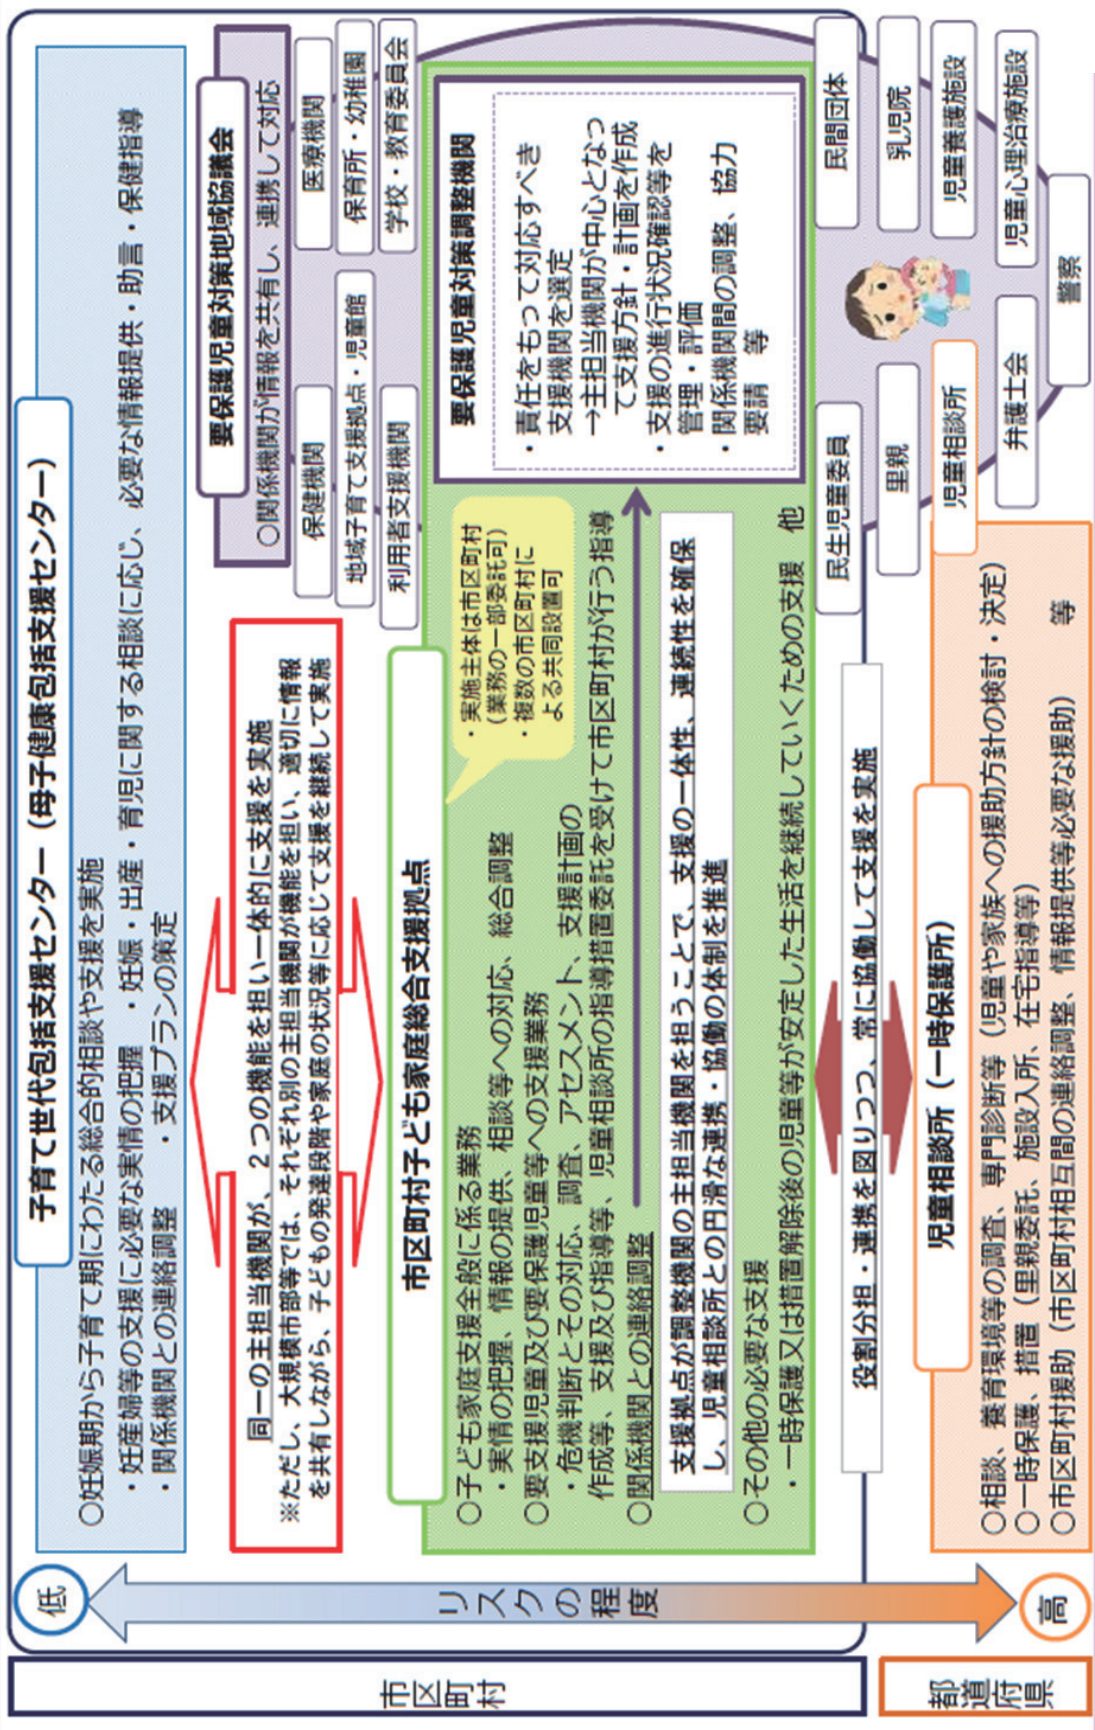 子育て世代包括支援センター（母子健康包括支援センター）
○妊娠期から子育て期にわたる総合的相談や支援を実施
・妊産婦等の支援に必要な実情の把握　・妊娠・出産・育児に関する相談に応じ、必要な情報提供・助言・保健指導
・関係機関との連絡調整　・支援プランの策定
同一の主担当機関が、２つの機能を担い一体的に支援を実施
※ただし、大規模市部等では、それぞれ別の主担当機関が機能を担い、適切に情報
を共有しながら、子どもの発達段階や家庭の状況等に応じて支援を継続して実施
要保護児童対策地域協議会
○関係機関が情報を共有し、連携して対応
保健機関
医療機関
地域子育て支援拠点・児童館
保育所・幼稚園
利用者支援機関
学校・教育委員会
市区町村子ども家庭総合支援拠点
・実施主体は市区町村
（業務の一部委託可）
・複数の市区町村に
よる共同設置可
○子ども家庭支援全般に係る業務
・実情の把握、情報の提供、相談等への対応、総合調整
○要支援児童及び要保護児童等への支援業務
・危機判断とその対応、調査、アセスメント、支援計画の
作成等、支援及び指導等、児童相談所の指導措置委託を受けて市区町村が行う指導
○関係機関との連絡調整
支援拠点が調整機関の主担当機関を担うことで、支援の一体性、連続性を確保
し、児童相談所との円滑な連携・協働の体制を推進
○その他の必要な支援
・一時保護又は措置解除後の児童等が安定した生活を継続していくための支援　他
要保護児童対策調整機関
・責任をもって対応すべき
支援機関を選定
→主担当機関が中心となっ
て支援方針・計画を作成
・支援の進行状況確認等を
管理・評価
・関係機関間の調整、協力
要請　等
民生児童委員
民間団体
里親
乳児院
児童相談所
児童養護施設
弁護士会
児童心理治療施設
警察
役割分担・連携を図りつつ、常に協働して支援を実施
児童相談所（一時保護所）
○相談、養育環境等の調査、専門診断等（児童や家族への援助方針の検討・決定）
○一時保護、措置（里親委託、施設入所、在宅指導等）
○市区町村援助（市区町村相互間の連絡調整、情報提供等必要な援助）　等
低
リスクの程度
高
市区町村
都道府県